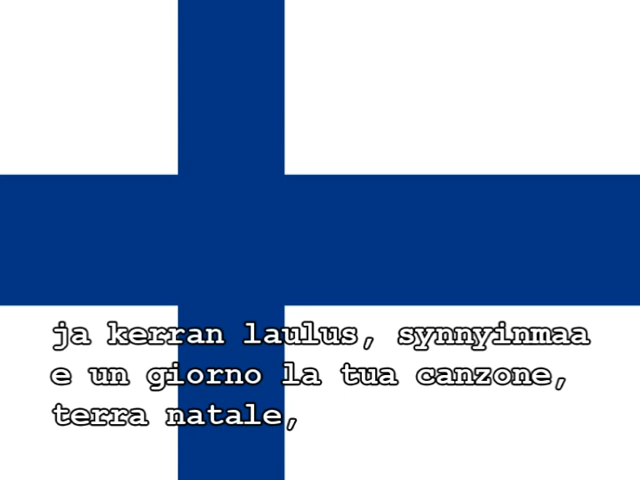 ja kerran laulus, synnyinmaa
e un giorno la tua canzone,
terra natale,